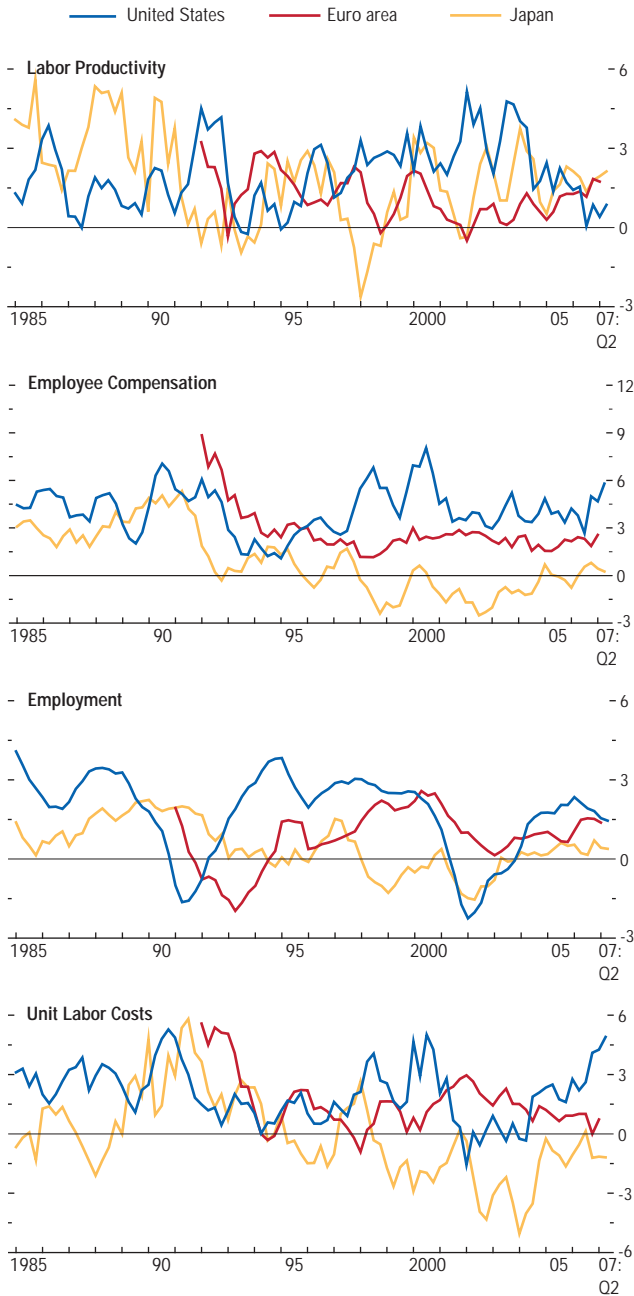 United States Euro area Japan
Labor Productivity
6
3
0
-3
1985 90 95 2000 05 07:
Q2
Employee Compensation
12
9
6
3
0
-3
1985 90 95 2000 05 07:
Q2
Employment
6
3
0
-3
1985 90 95 2000 05 07:
Q2
Unit Labor Costs
6
3
0
-3
-6
1985 90 95 2000 05 07:
Q2